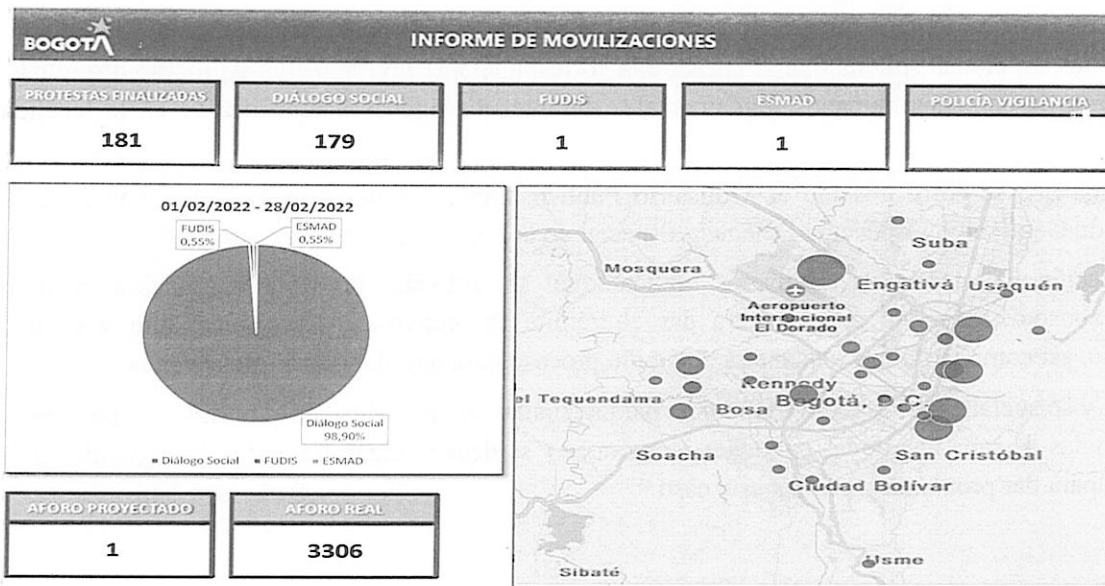 BOGOTÁ
INFORME DE MOVILIZACIONES
PROTESTAS FINALIZADAS
181
DIÁLOGO SOCIAL
179
FUDIS
1
ESMAD
1
POLICÍA VIGILANCIA
01/02/2022 - 28/02/2022
FUDIS
0,55%
ESMAD
0,55%
Diálogo Social
98,90%
Diálogo Social
FUDIS
ESMAD
AFORO PROYECTADO
1
AFORO REAL
3306
Suba
Mosquera
Engativá
Usaquén
Aeropuerto
Internacional
El Dorado
Kennedy
el Tequendama
Bosa
Bogotá, D.C.
Soacha
San Cristóbal
Ciudad Bolívar
Usme
Sibaté